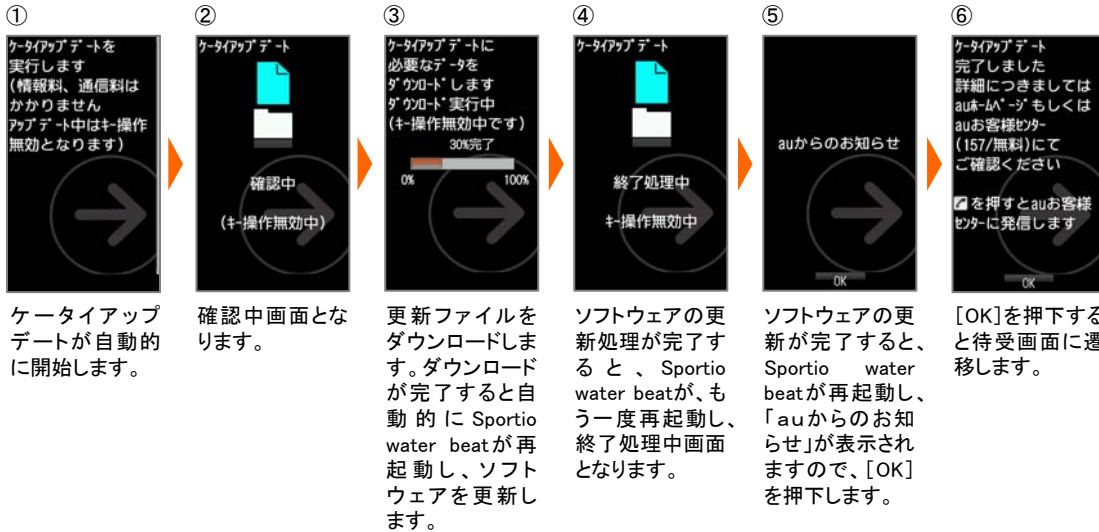 ①
ｹｰﾀｲｱｯﾌﾟﾃﾞｰﾄを
実行します
(情報料、通信料は
かかりません
ｱｯﾌﾟﾃﾞｰﾄ中はｷｰ操作
無効となります)
ケータイアップ
デートが自動的
に開始します。
②
ｹｰﾀｲｱｯﾌﾟﾃﾞｰﾄ
確認中
(ｷｰ操作無効中)
確認中画面とな
ります。
③
ｹｰﾀｲｱｯﾌﾟﾃﾞｰﾄに
必要なﾃﾞｰﾀを
ﾀﾞｳﾝﾛｰﾄﾞします
ﾀﾞｳﾝﾛｰﾄﾞ実行中
(ｷｰ操作無効中です)
30%完了
0% 100%
更新ファイルを
ダウンロードしま
す。ダウンロード
が完了すると自
動的に Sportio
water beatが再
起動し、ソフト
ウェアを更新し
ます。
④
ｹｰﾀｲｱｯﾌﾟﾃﾞｰﾄ
終了処理中
ｷｰ操作無効中
ソフトウェアの更
新処理が完了す
ると、Sportio
water beatが、も
う一度再起動し、
終了処理中画面
となります。
⑤
auからのお知らせ
OK
ソフトウェアの更
新が完了すると、
Sportio water
beatが再起動し、
「ａｕからのお知
らせ」が表示され
ますので、[OK]
を押下します。
⑥
ｹｰﾀｲｱｯﾌﾟﾃﾞｰﾄ
完了しました
詳細につきましては
auﾎｰﾑﾍﾟｰｼﾞもしくは
auお客様ｾﾝﾀｰ
(157/無料)にて
ご確認ください
を押すとauお客様
ｾﾝﾀｰに発信します
OK
[OK]を押下する
と待受画面に遷
移します。